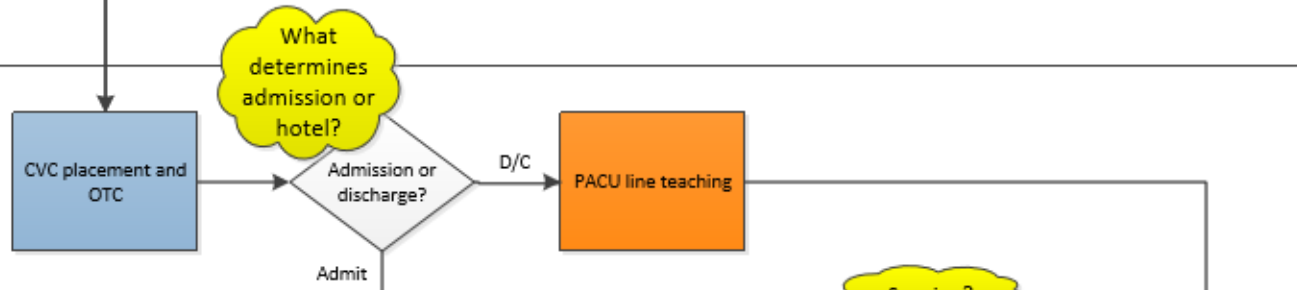 What
determines
admission or
hotel?
CVC placement and
OTC
Admission or
discharge?
D/C
PACU line teaching
Admit